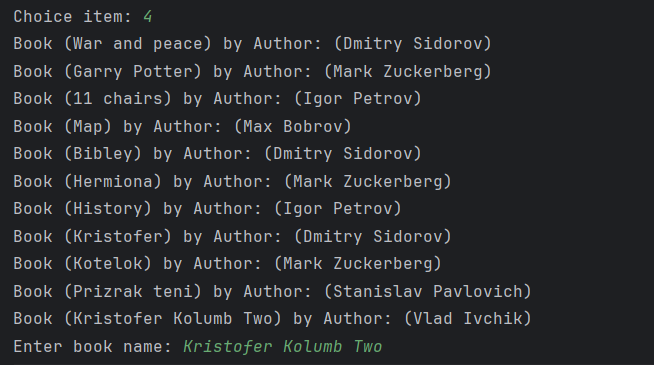 Choice item: 4
Book (War and peace) by Author: (Dmitry Sidorov)
Book (Garry Potter) by Author: (Mark Zuckerberg)
Book (11 chairs) by Author: (Igor Petrov)
Book (Map) by Author: (Max Bobrov)
Book (Bibley) by Author: (Dmitry Sidorov)
Book (Hermiona) by Author: (Mark Zuckerberg)
Book (History) by Author: (Igor Petrov)
Book (Kristofer) by Author: (Dmitry Sidorov)
Book (Kotelok) by Author: (Mark Zuckerberg)
Book (Prizrak teni) by Author: (Stanislav Pavlovich)
Book (Kristofer Kolumb Two) by Author: (Vlad Ivchik)
Enter book name: Kristofer Kolumb Two